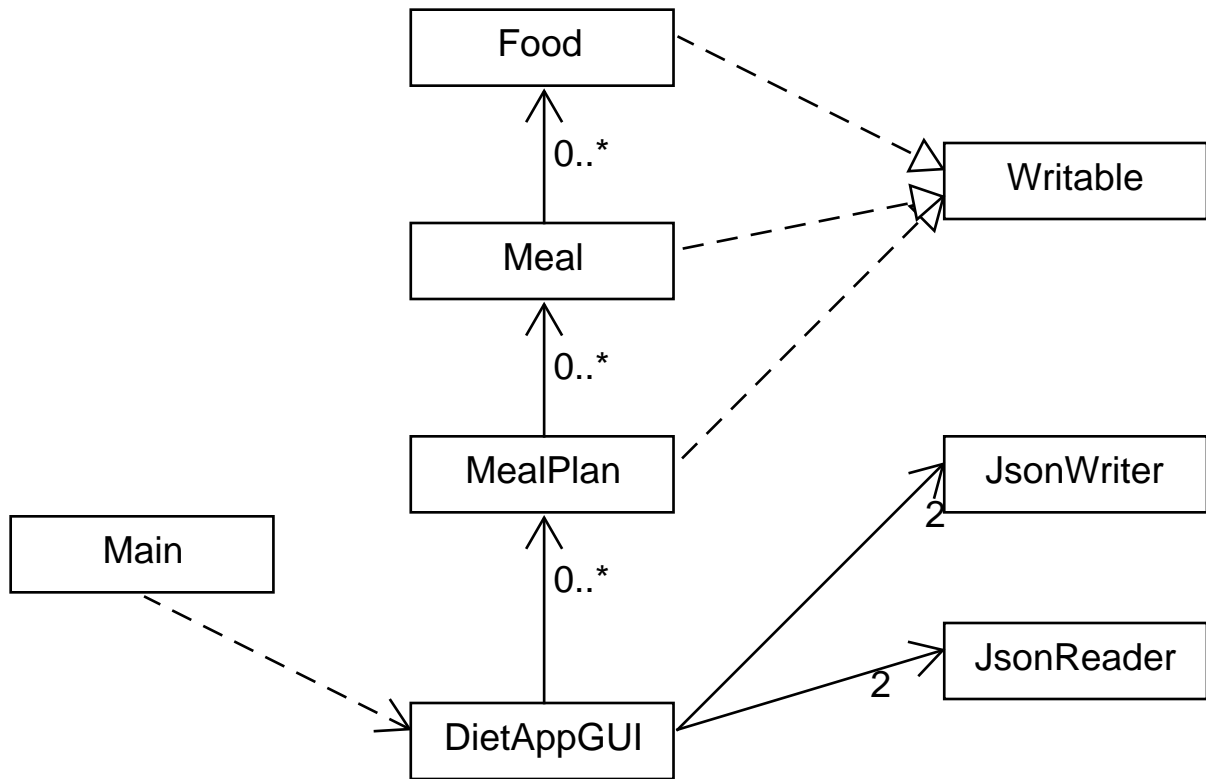 Food
0..*
Writable
Meal
0..*
MealPlan
JsonWriter
2
Main
0..*
JsonReader
2
DietAppGUI